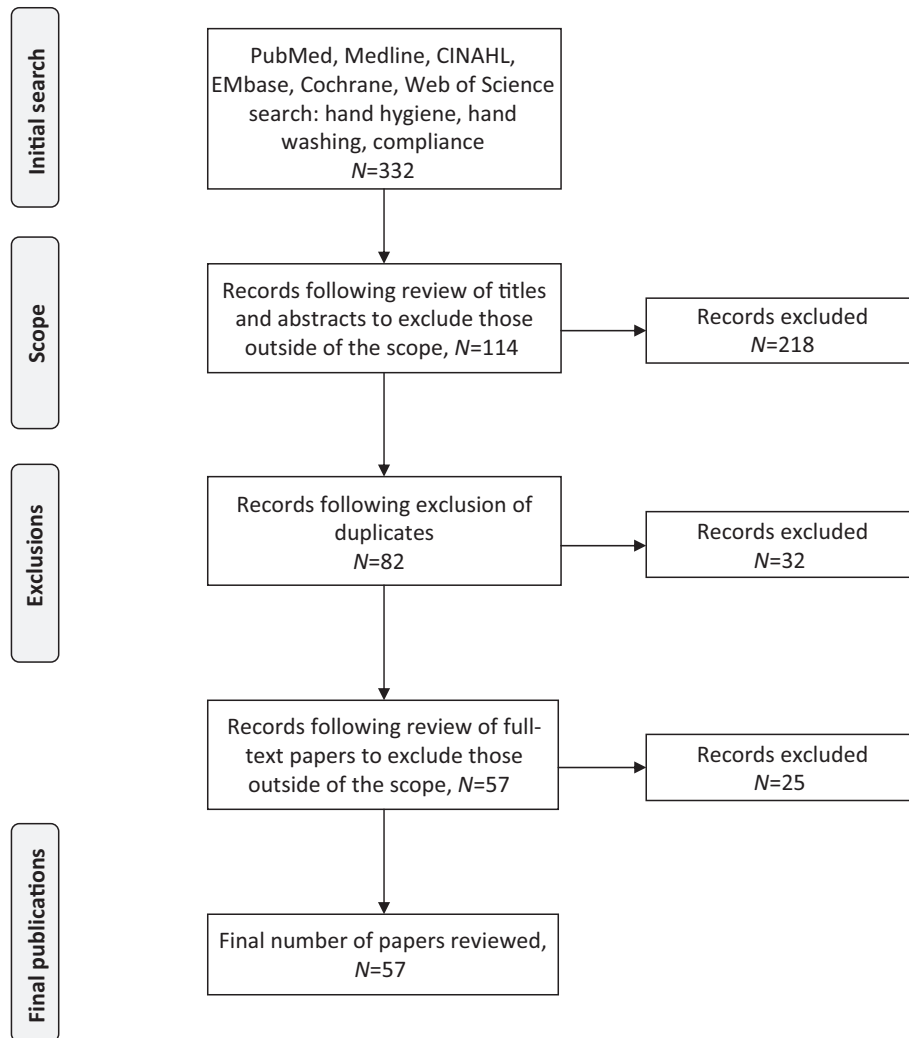 Initial search
PubMed, Medline, CINAHL,
EMbase, Cochrane, Web of Science
search: hand hygiene, hand
washing, compliance
N=332
Scope
Records following review of titles
and abstracts to exclude those
outside of the scope, N=114
Records excluded
N=218
Exclusions
Records following exclusion of
duplicates
N=82
Records excluded
N=32
Records following review of full-
text papers to exclude those
outside of the scope, N=57
Records excluded
N=25
Final publications
Final number of papers reviewed,
N=57